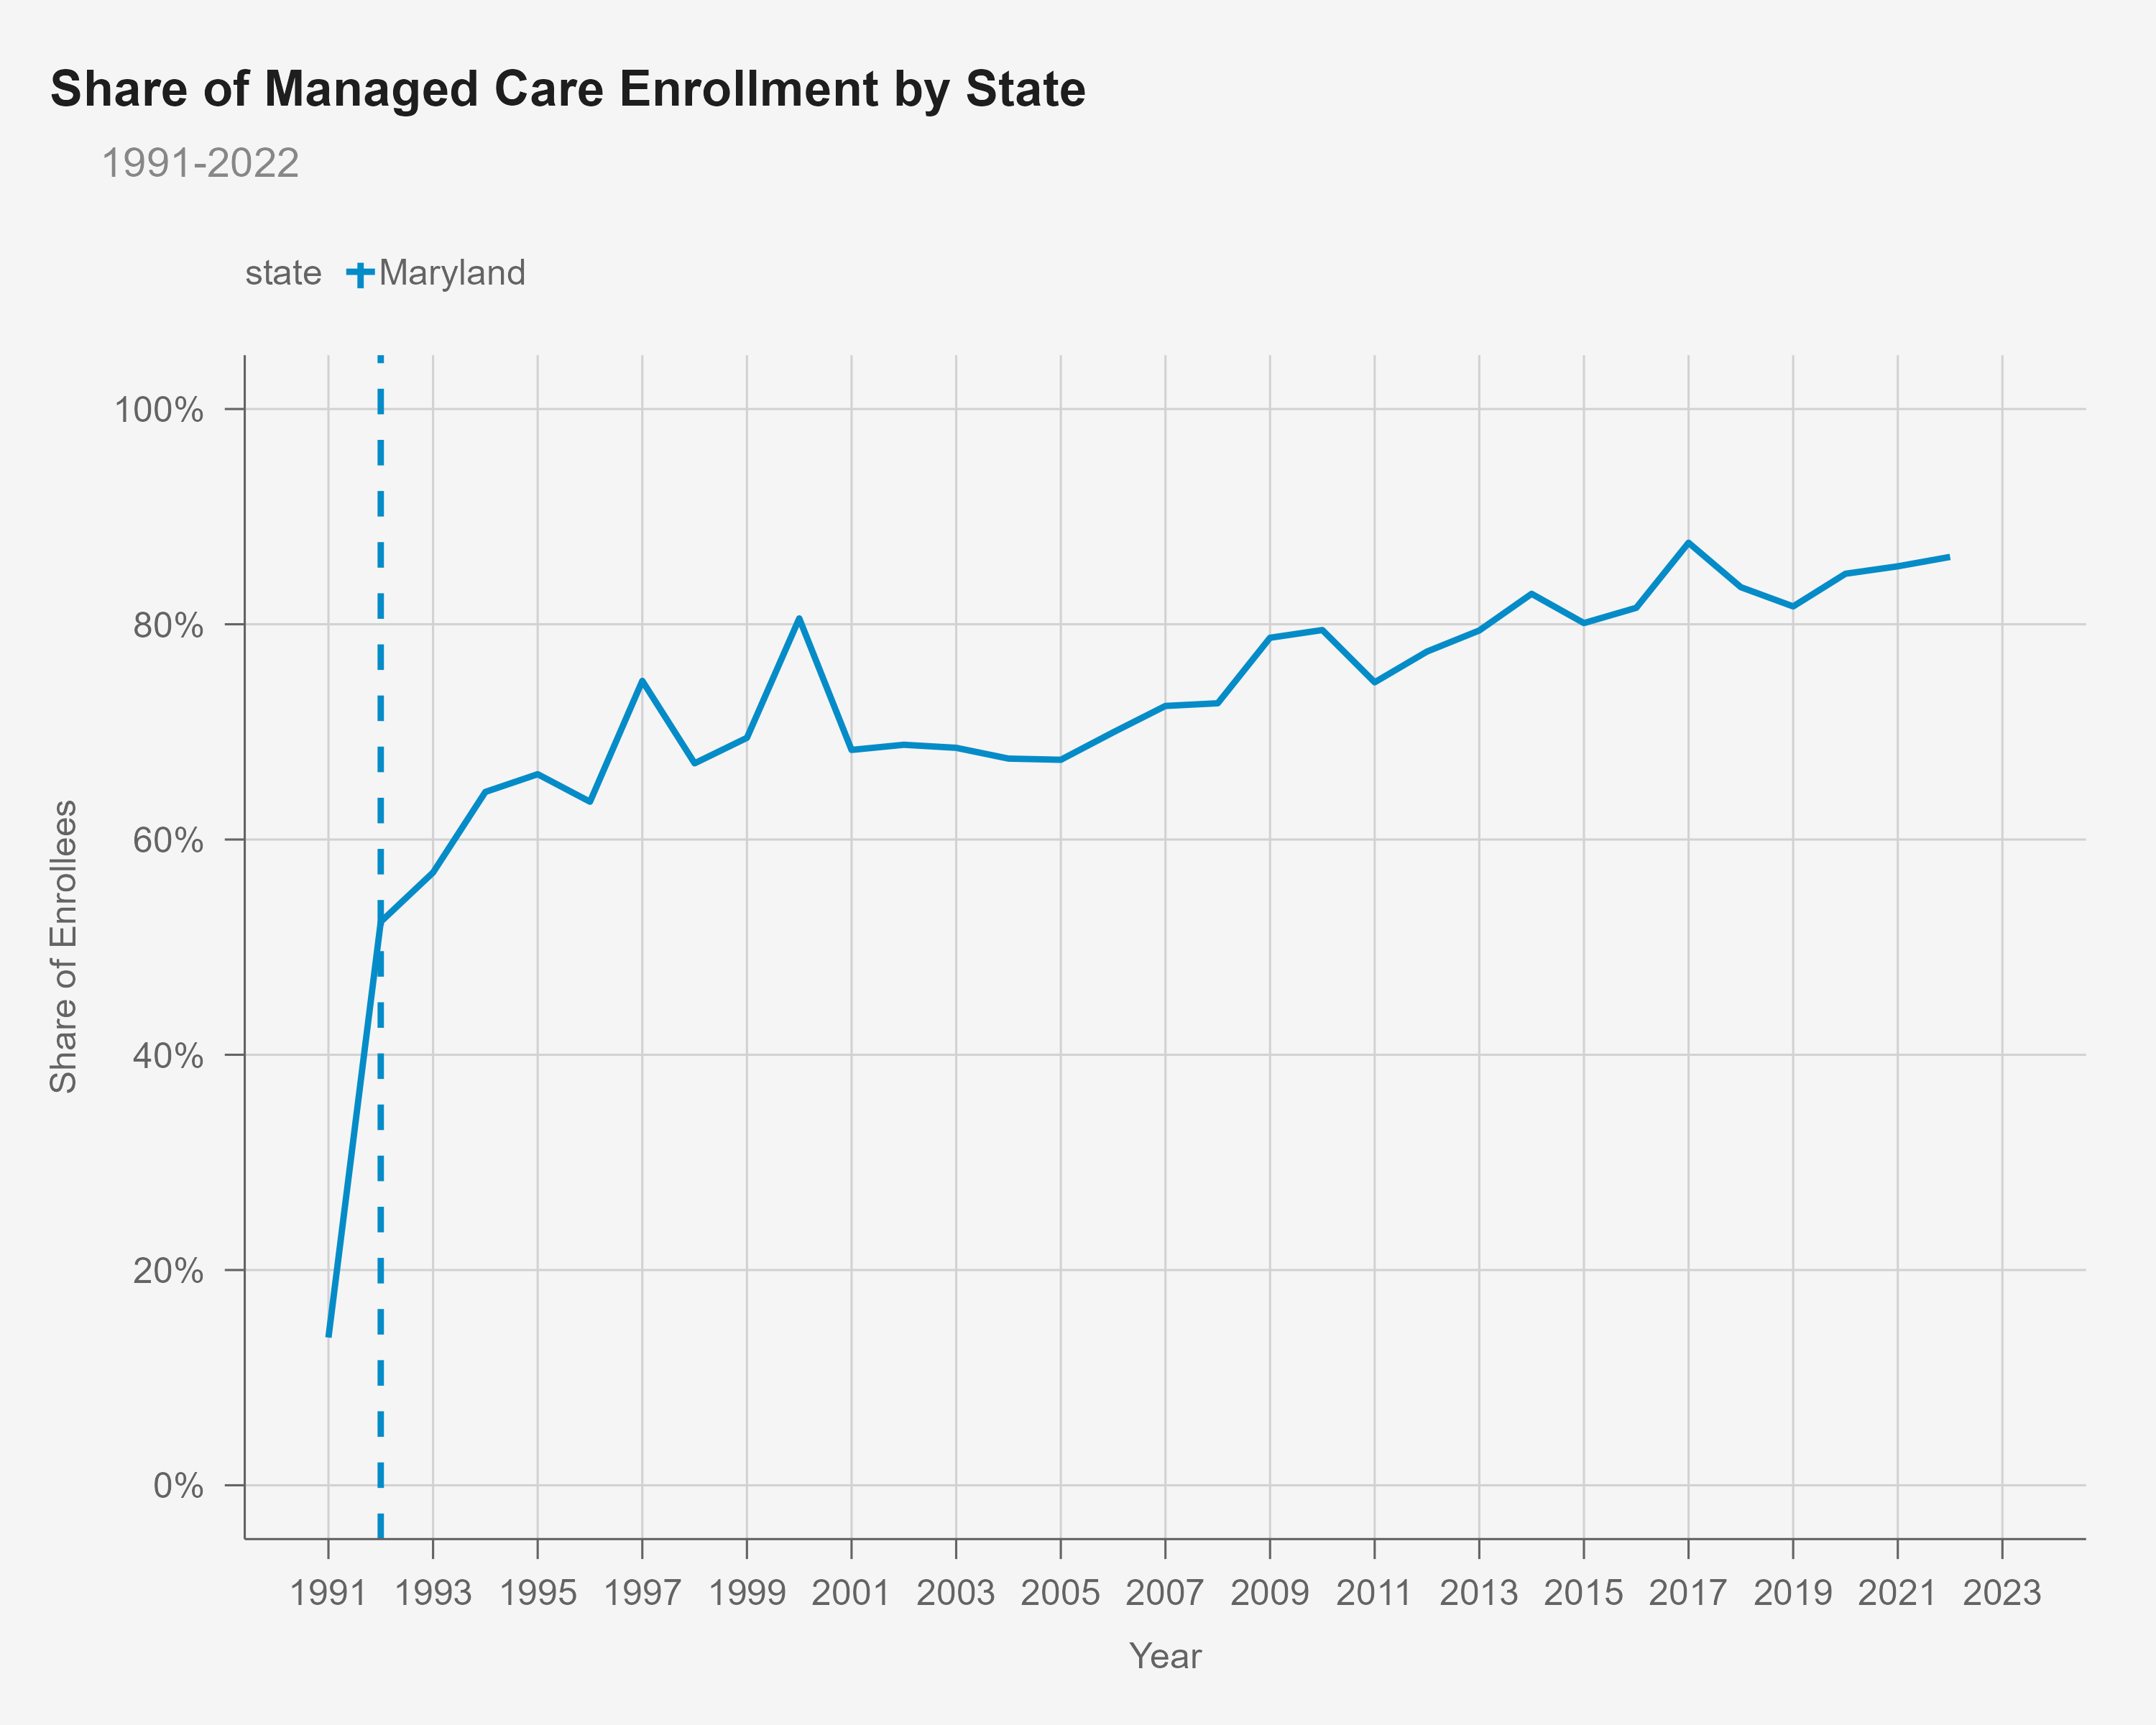 Share of Managed Care Enrollment by State
1991-2022
state Maryland
100%
80%
60%
40%
20%
0%
Share of Enrollees
1991 1993 1995 1997 1999 2001 2003 2005 2007 2009 2011 2013 2015 2017 2019 2021 2023
Year